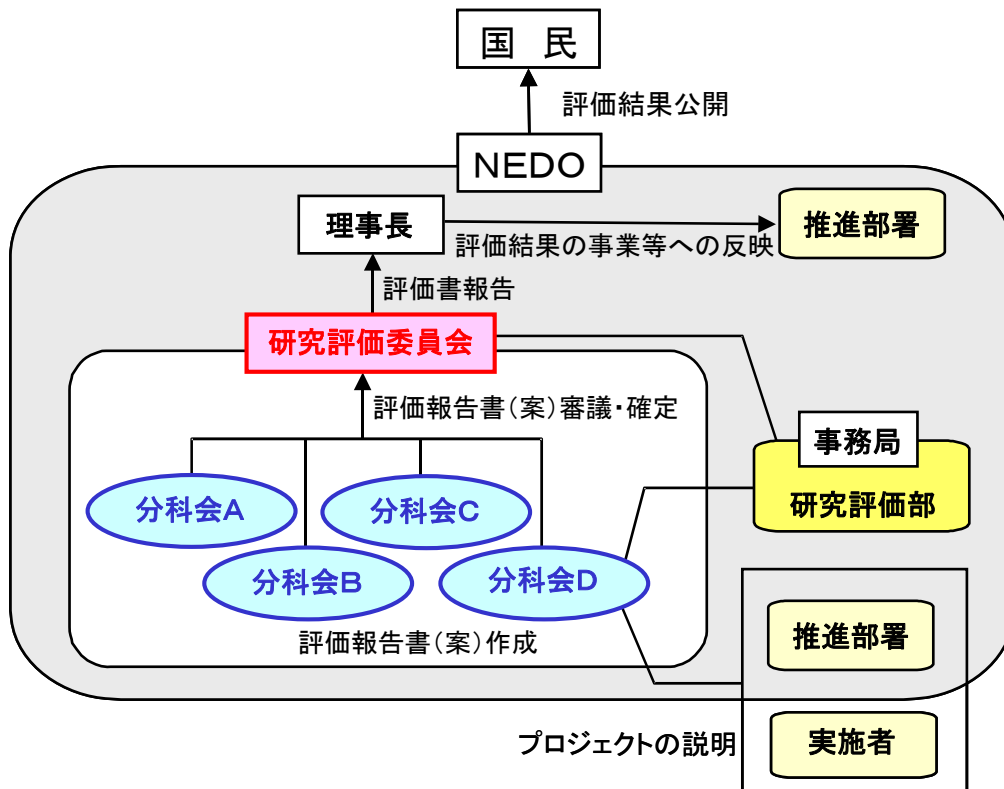 国　民
評価結果公開
NEDO
理事長
推進部署
評価結果の事業等への反映
評価書報告
研究評価委員会
評価報告書(案)審議・確定
事務局
研究評価部
分科会A
分科会C
分科会B
分科会D
評価報告書(案)作成
推進部署
プロジェクトの説明
実施者